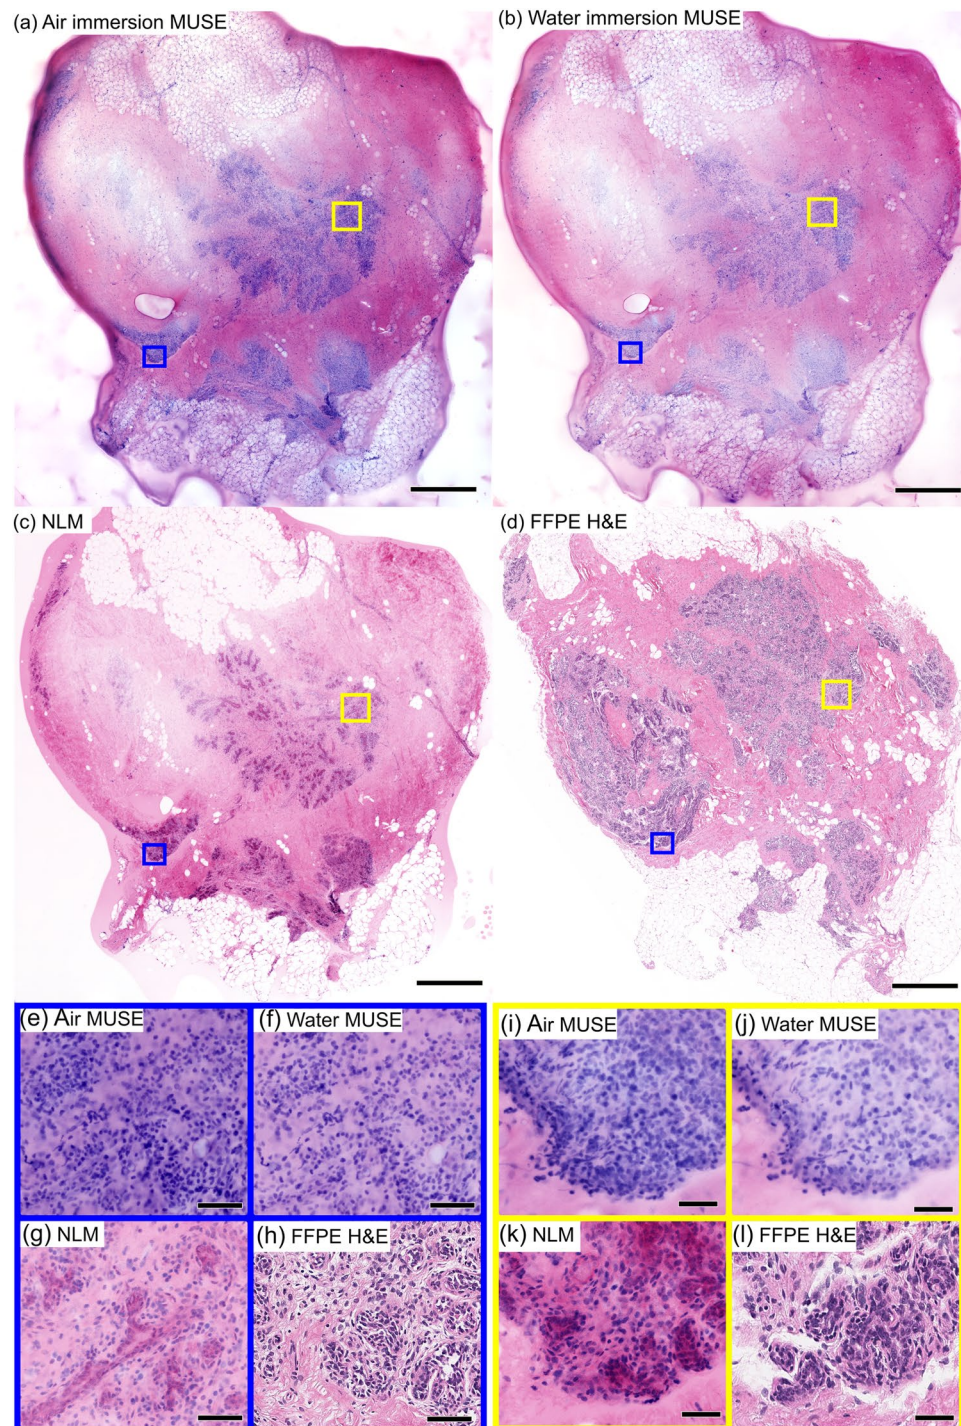 (a) Air immersion MUSE
(b) Water immersion MUSE
(c) NLM
(d) FFPE H&E
(e) Air MUSE
(f) Water MUSE
(i) Air MUSE
(j) Water MUSE
(g) NLM
(h) FFPE H&E
(k) NLM
(l) FFPE H&E